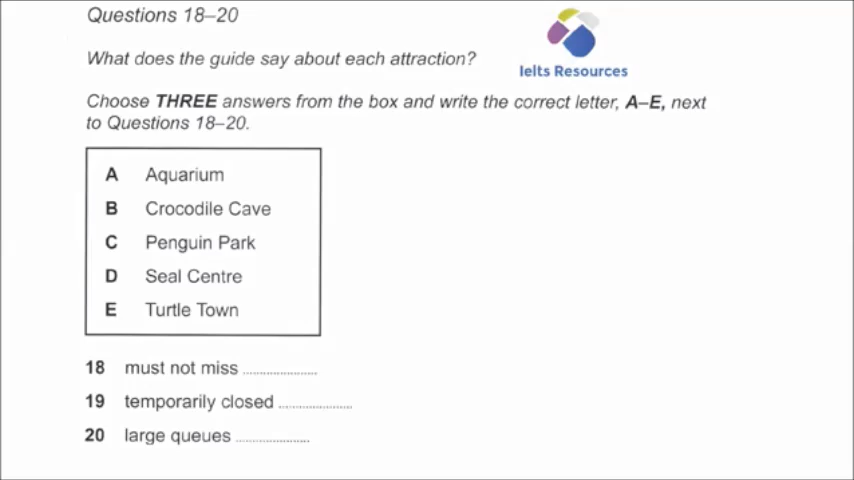 Questions 18–20
Ielts Resources
What does the guide say about each attraction?
Choose THREE answers from the box and write the correct letter, A–E, next
to Questions 18–20.
A Aquarium
B Crocodile Cave
C Penguin Park
D Seal Centre
E Turtle Town
18 must not miss ........................
19 temporarily closed ........................
20 large queues ........................